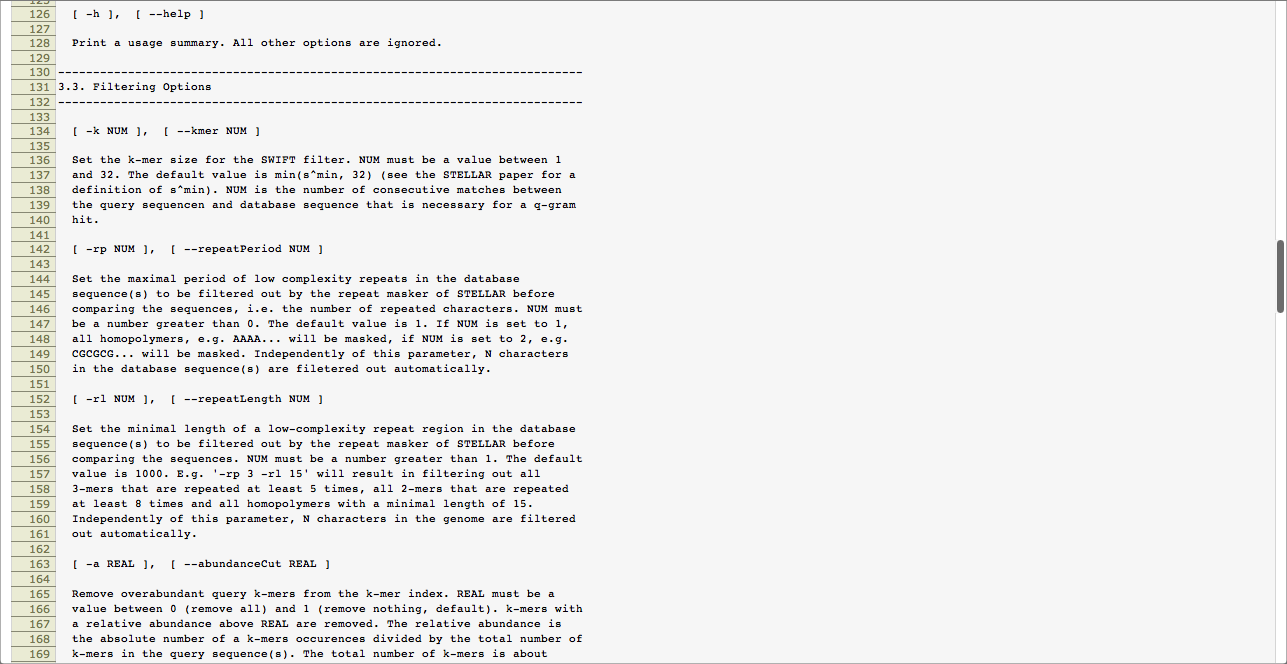 125
126 [ -h ], [ --help ]
127
128 Print a usage summary. All other options are ignored.
129
130 ---------------------------------------------------------------------------
131 3.3. Filtering Options
132 ---------------------------------------------------------------------------
133
134 [ -k NUM ], [ --kmer NUM ]
135
136 Set the k-mer size for the SWIFT filter. NUM must be a value between 1
137 and 32. The default value is min(s^min, 32) (see the STELLAR paper for a
138 definition of s^min). NUM is the number of consecutive matches between
139 the query sequencen and database sequence that is necessary for a q-gram
140 hit.
141
142 [ -rp NUM ], [ --repeatPeriod NUM ]
143
144 Set the maximal period of low complexity repeats in the database
145 sequence(s) to be filtered out by the repeat masker of STELLAR before
146 comparing the sequences, i.e. the number of repeated characters. NUM must
147 be a number greater than 0. The default value is 1. If NUM is set to 1,
148 all homopolymers, e.g. AAAA... will be masked, if NUM is set to 2, e.g.
149 CGCGCG... will be masked. Independently of this parameter, N characters
150 in the database sequence(s) are filetered out automatically.
151
152 [ -rl NUM ], [ --repeatLength NUM ]
153
154 Set the minimal length of a low-complexity repeat region in the database
155 sequence(s) to be filtered out by the repeat masker of STELLAR before
156 comparing the sequences. NUM must be a number greater than 1. The default
157 value is 1000. E.g. '-rp 3 -rl 15' will result in filtering out all
158 3-mers that are repeated at least 5 times, all 2-mers that are repeated
159 at least 8 times and all homopolymers with a minimal length of 15.
160 Independently of this parameter, N characters in the genome are filtered
161 out automatically.
162
163 [ -a REAL ], [ --abundanceCut REAL ]
164
165 Remove overabundant query k-mers from the k-mer index. REAL must be a
166 value between 0 (remove all) and 1 (remove nothing, default). k-mers with
167 a relative abundance above REAL are removed. The relative abundance is
168 the absolute number of a k-mers occurences divided by the total number of
169 k-mers in the query sequence(s). The total number of k-mers is about